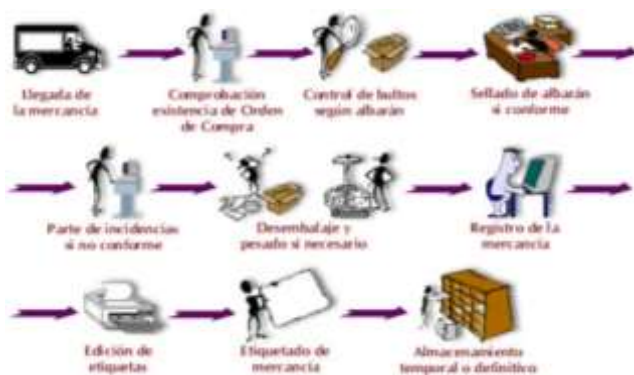 Llegada de
la mercancía
Comprobación
existencia de Orden
de Compra
Control de bultos
según albarán
Sellado de albarán
si conforme
Parte de incidencias
si no conforme
Desembalaje y
pesado si necesario
Registro de la
mercancía
Edición de
etiquetas
Etiquetado de
mercancía
Almacenamiento
temporal o definitivo